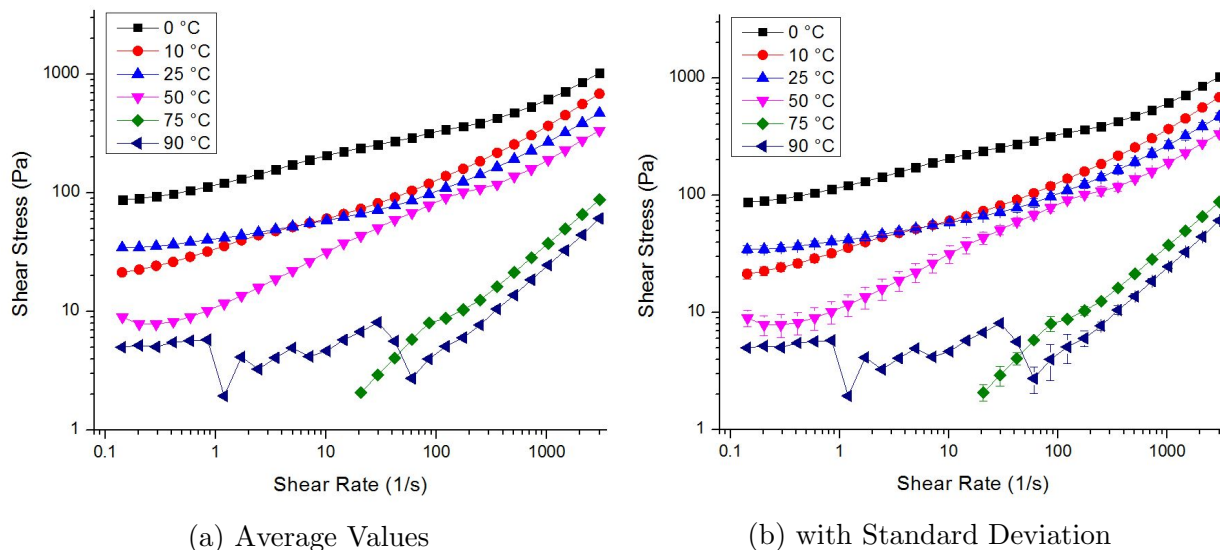 0 °C
10 °C
25 °C
50 °C
75 °C
90 °C
1000
100
10
1
0.1
1
10
100
1000
Shear Stress (Pa)
Shear Rate (1/s)
(a) Average Values
0 °C
10 °C
25 °C
50 °C
75 °C
90 °C
1000
100
10
1
0.1
1
10
100
1000
Shear Stress (Pa)
Shear Rate (1/s)
(b) with Standard Deviation